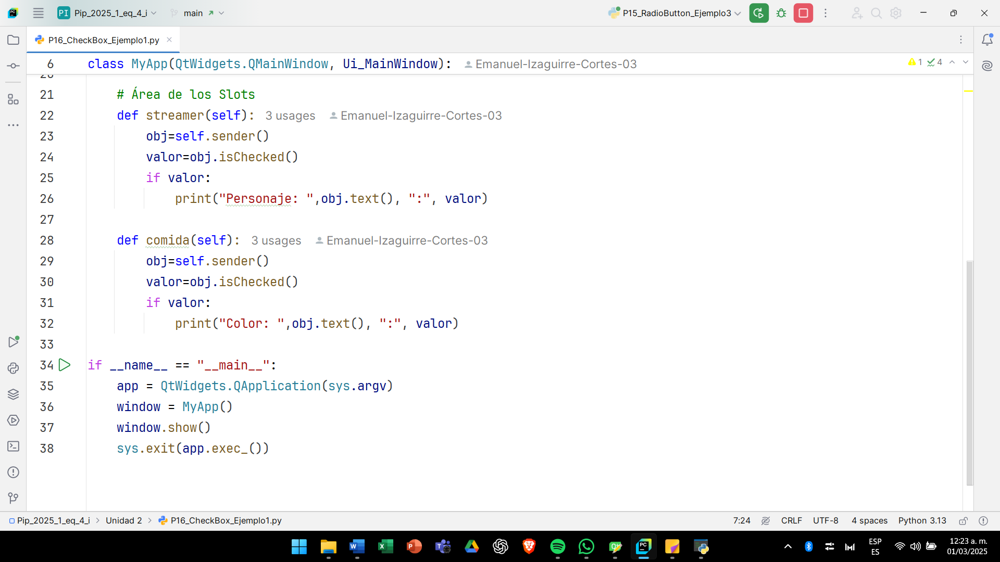 PI Pip_2025_1_eq_4_i main P15_RadioButton_Ejemplo3
P16_CheckBox_Ejemplo1.py
6 class MyApp(QtWidgets.QMainWindow, Ui_MainWindow): Emanuel-Izaguirre-Cortes-03 1 4
21 # Área de los Slots
22 def streamer(self): 3 usages Emanuel-Izaguirre-Cortes-03
23 obj=self.sender()
24 valor=obj.isChecked()
25 if valor:
26 print("Personaje: ",obj.text(), ":", valor)
27
28 def comida(self): 3 usages Emanuel-Izaguirre-Cortes-03
29 obj=self.sender()
30 valor=obj.isChecked()
31 if valor:
32 print("Color: ",obj.text(), ":", valor)
33
34 if __name__ == "__main__":
35 app = QtWidgets.QApplication(sys.argv)
36 window = MyApp()
37 window.show()
38 sys.exit(app.exec_())
Pip_2025_1_eq_4_i > Unidad 2 > P16_CheckBox_Ejemplo1.py 7:24 CRLF UTF-8 4 spaces Python 3.13
ESP 12:23 a. m.
ES 01/03/2025